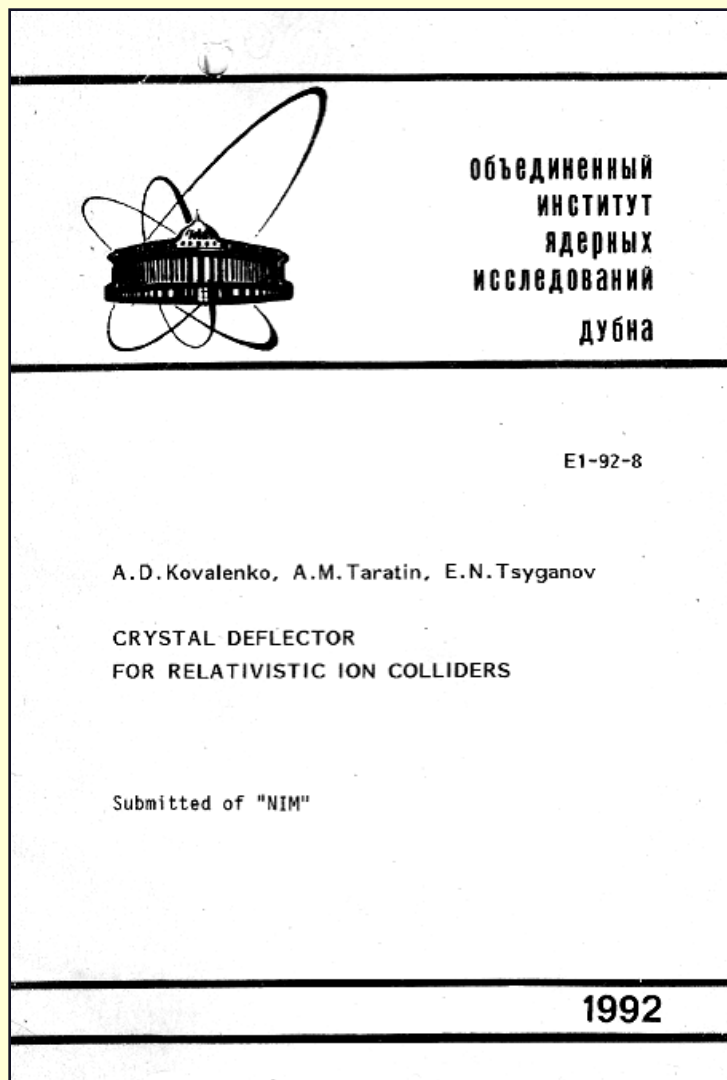 объединенный
институт
ядерных
исследований
дубна
E1-92-8
A.D.Kovalenko, A.M.Taratin, E.N.Tsyganov
CRYSTAL DEFLECTOR
FOR RELATIVISTIC ION COLLIDERS
Submitted of "NIM"
1992